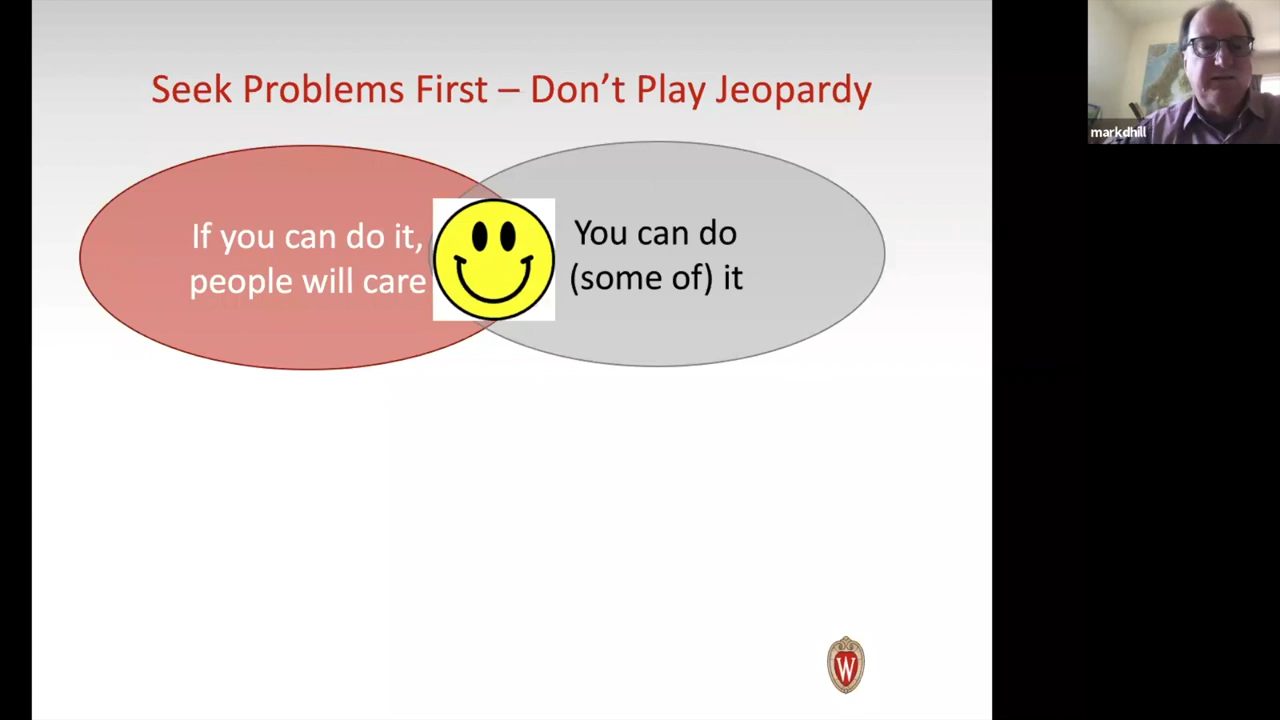 Seek Problems First – Don’t Play Jeopardy
If you can do it,
people will care
You can do
(some of) it
markdhill
W